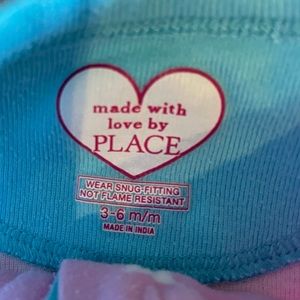 made with
love by
PLACE
WEAR SNUG-FITTING
NOT FLAME RESISTANT
3-6 m/m
MADE IN INDIA